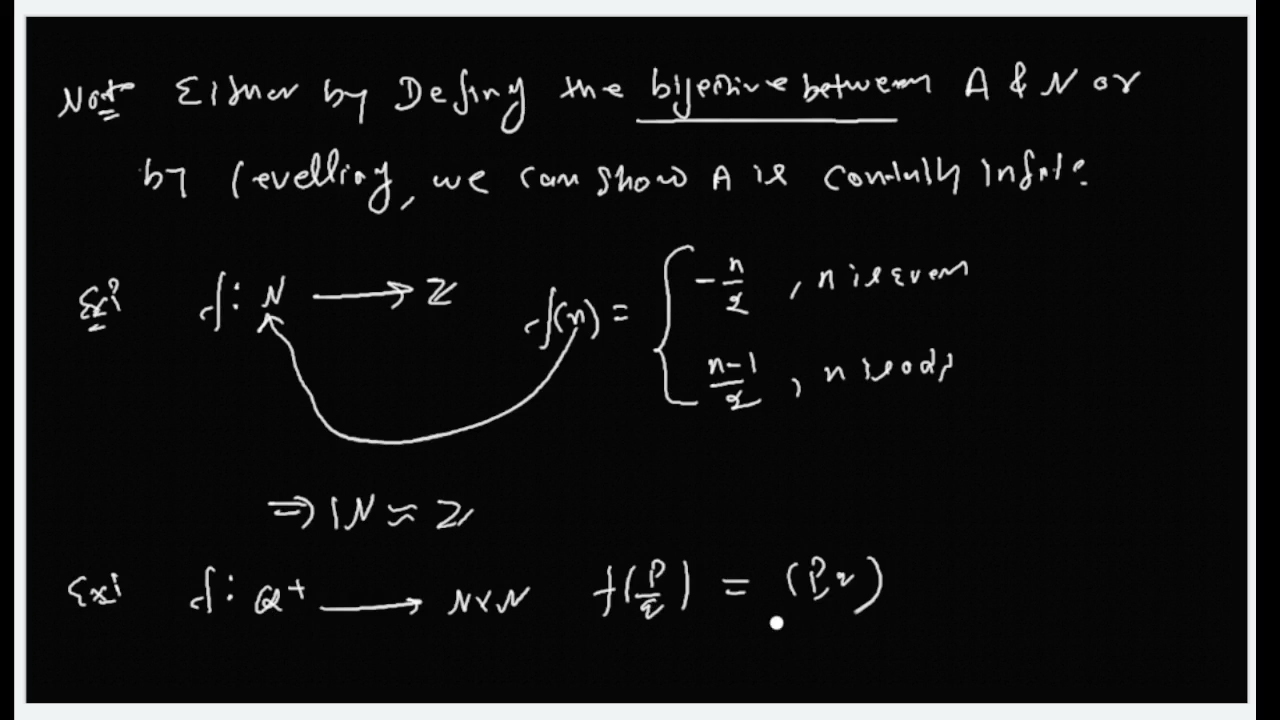 Note Either by Defing the bijective between A & N or
by levelling, we can show A is countably infinite.
Ex: f: N ⟶ ℤ f(n) = { -n/2 , n is even
n-1/2 , n is odd
⇒ ℕ ≈ ℤ
Ex: f: Q+ ⟶ N×N f(p/q) = (p,q)